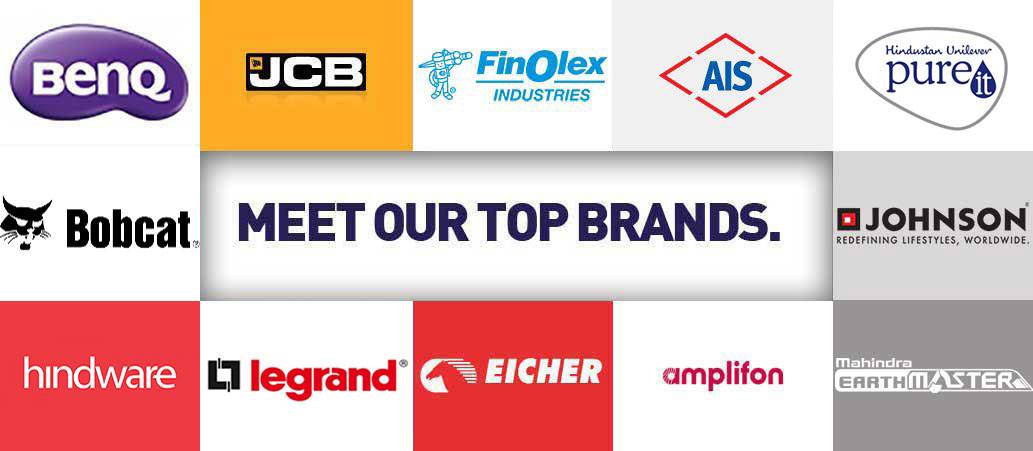 BenQ
JCB
FinOlex
INDUSTRIES
AIS
Hindustan Unilever
pure it
Bobcat
MEET OUR TOP BRANDS.
JOHNSON
REDEFINING LIFESTYLES, WORLDWIDE.
hindware
legrand
EICHER
amplifon
Mahindra
EARTHMASTER